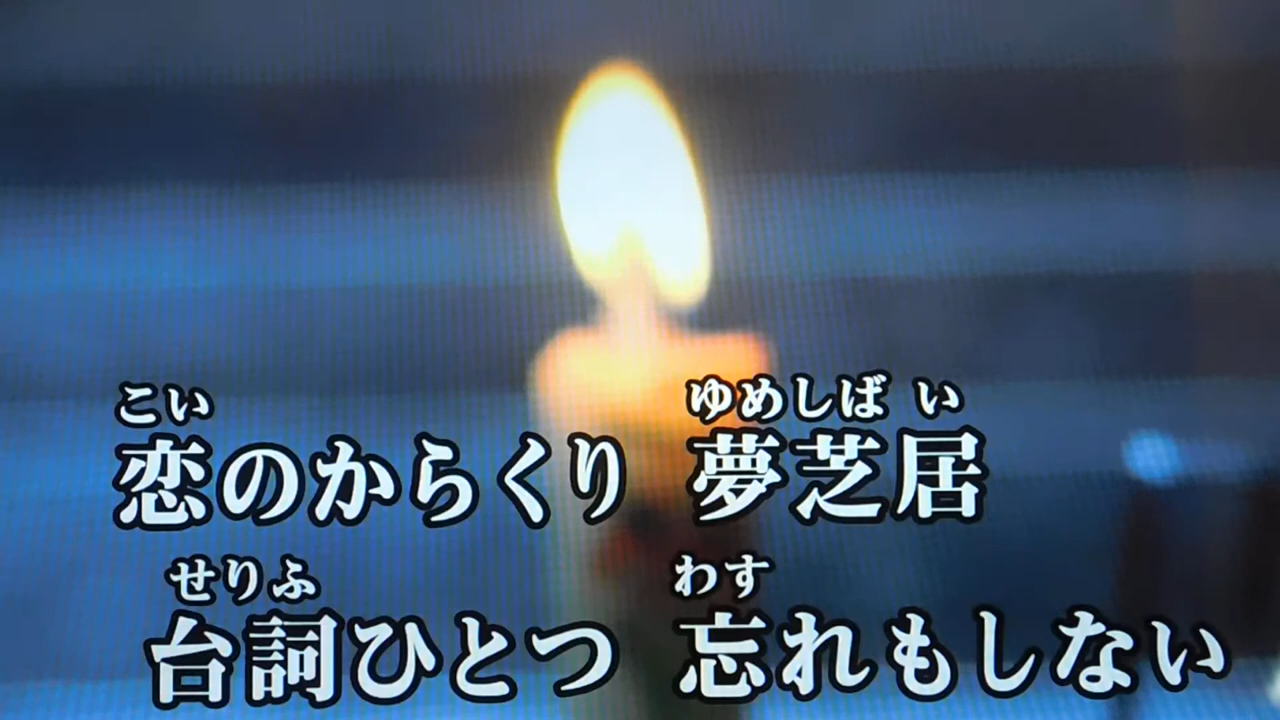 こい ゆめしばい
恋のからくり 夢芝居
せりふ わす
台詞ひとつ 忘れもしない